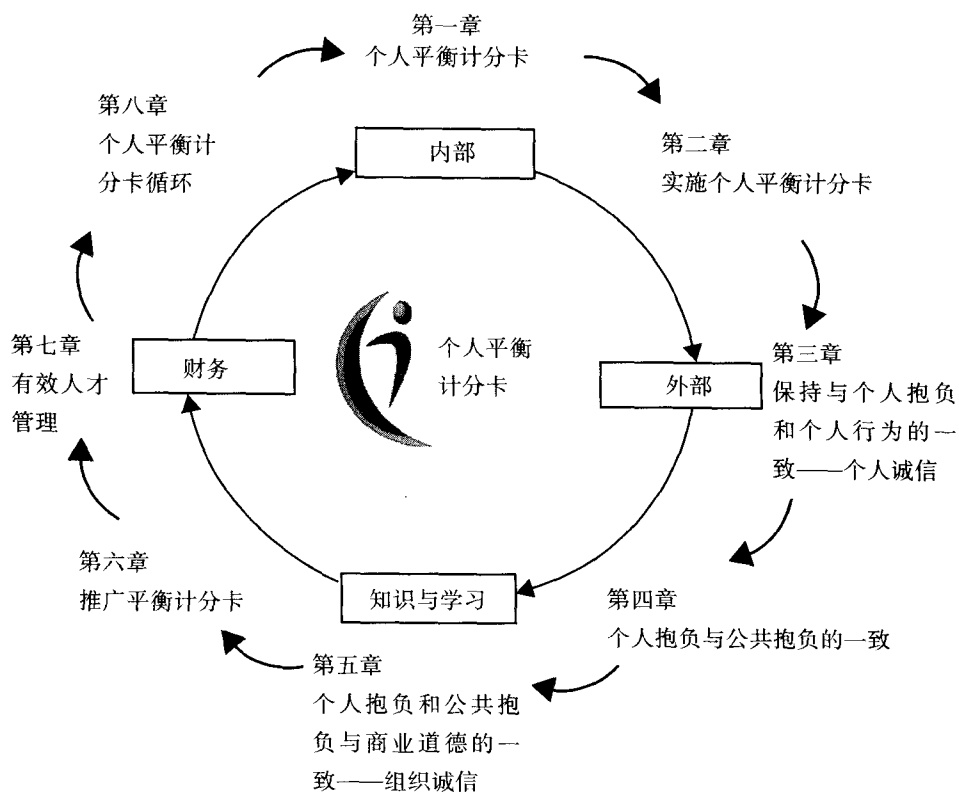 第一章
个人平衡计分卡
第二章
实施个人平衡计分卡
第三章
保持与个人抱负
和个人行为的一
致——个人诚信
第四章
个人抱负与公共抱负的一致
第五章
个人抱负和公共抱
负与商业道德的一
致——组织诚信
第六章
推广平衡计分卡
第七章
有效人才
管理
第八章
个人平衡计
分卡循环
内部
外部
知识与学习
财务
个人平衡
计分卡